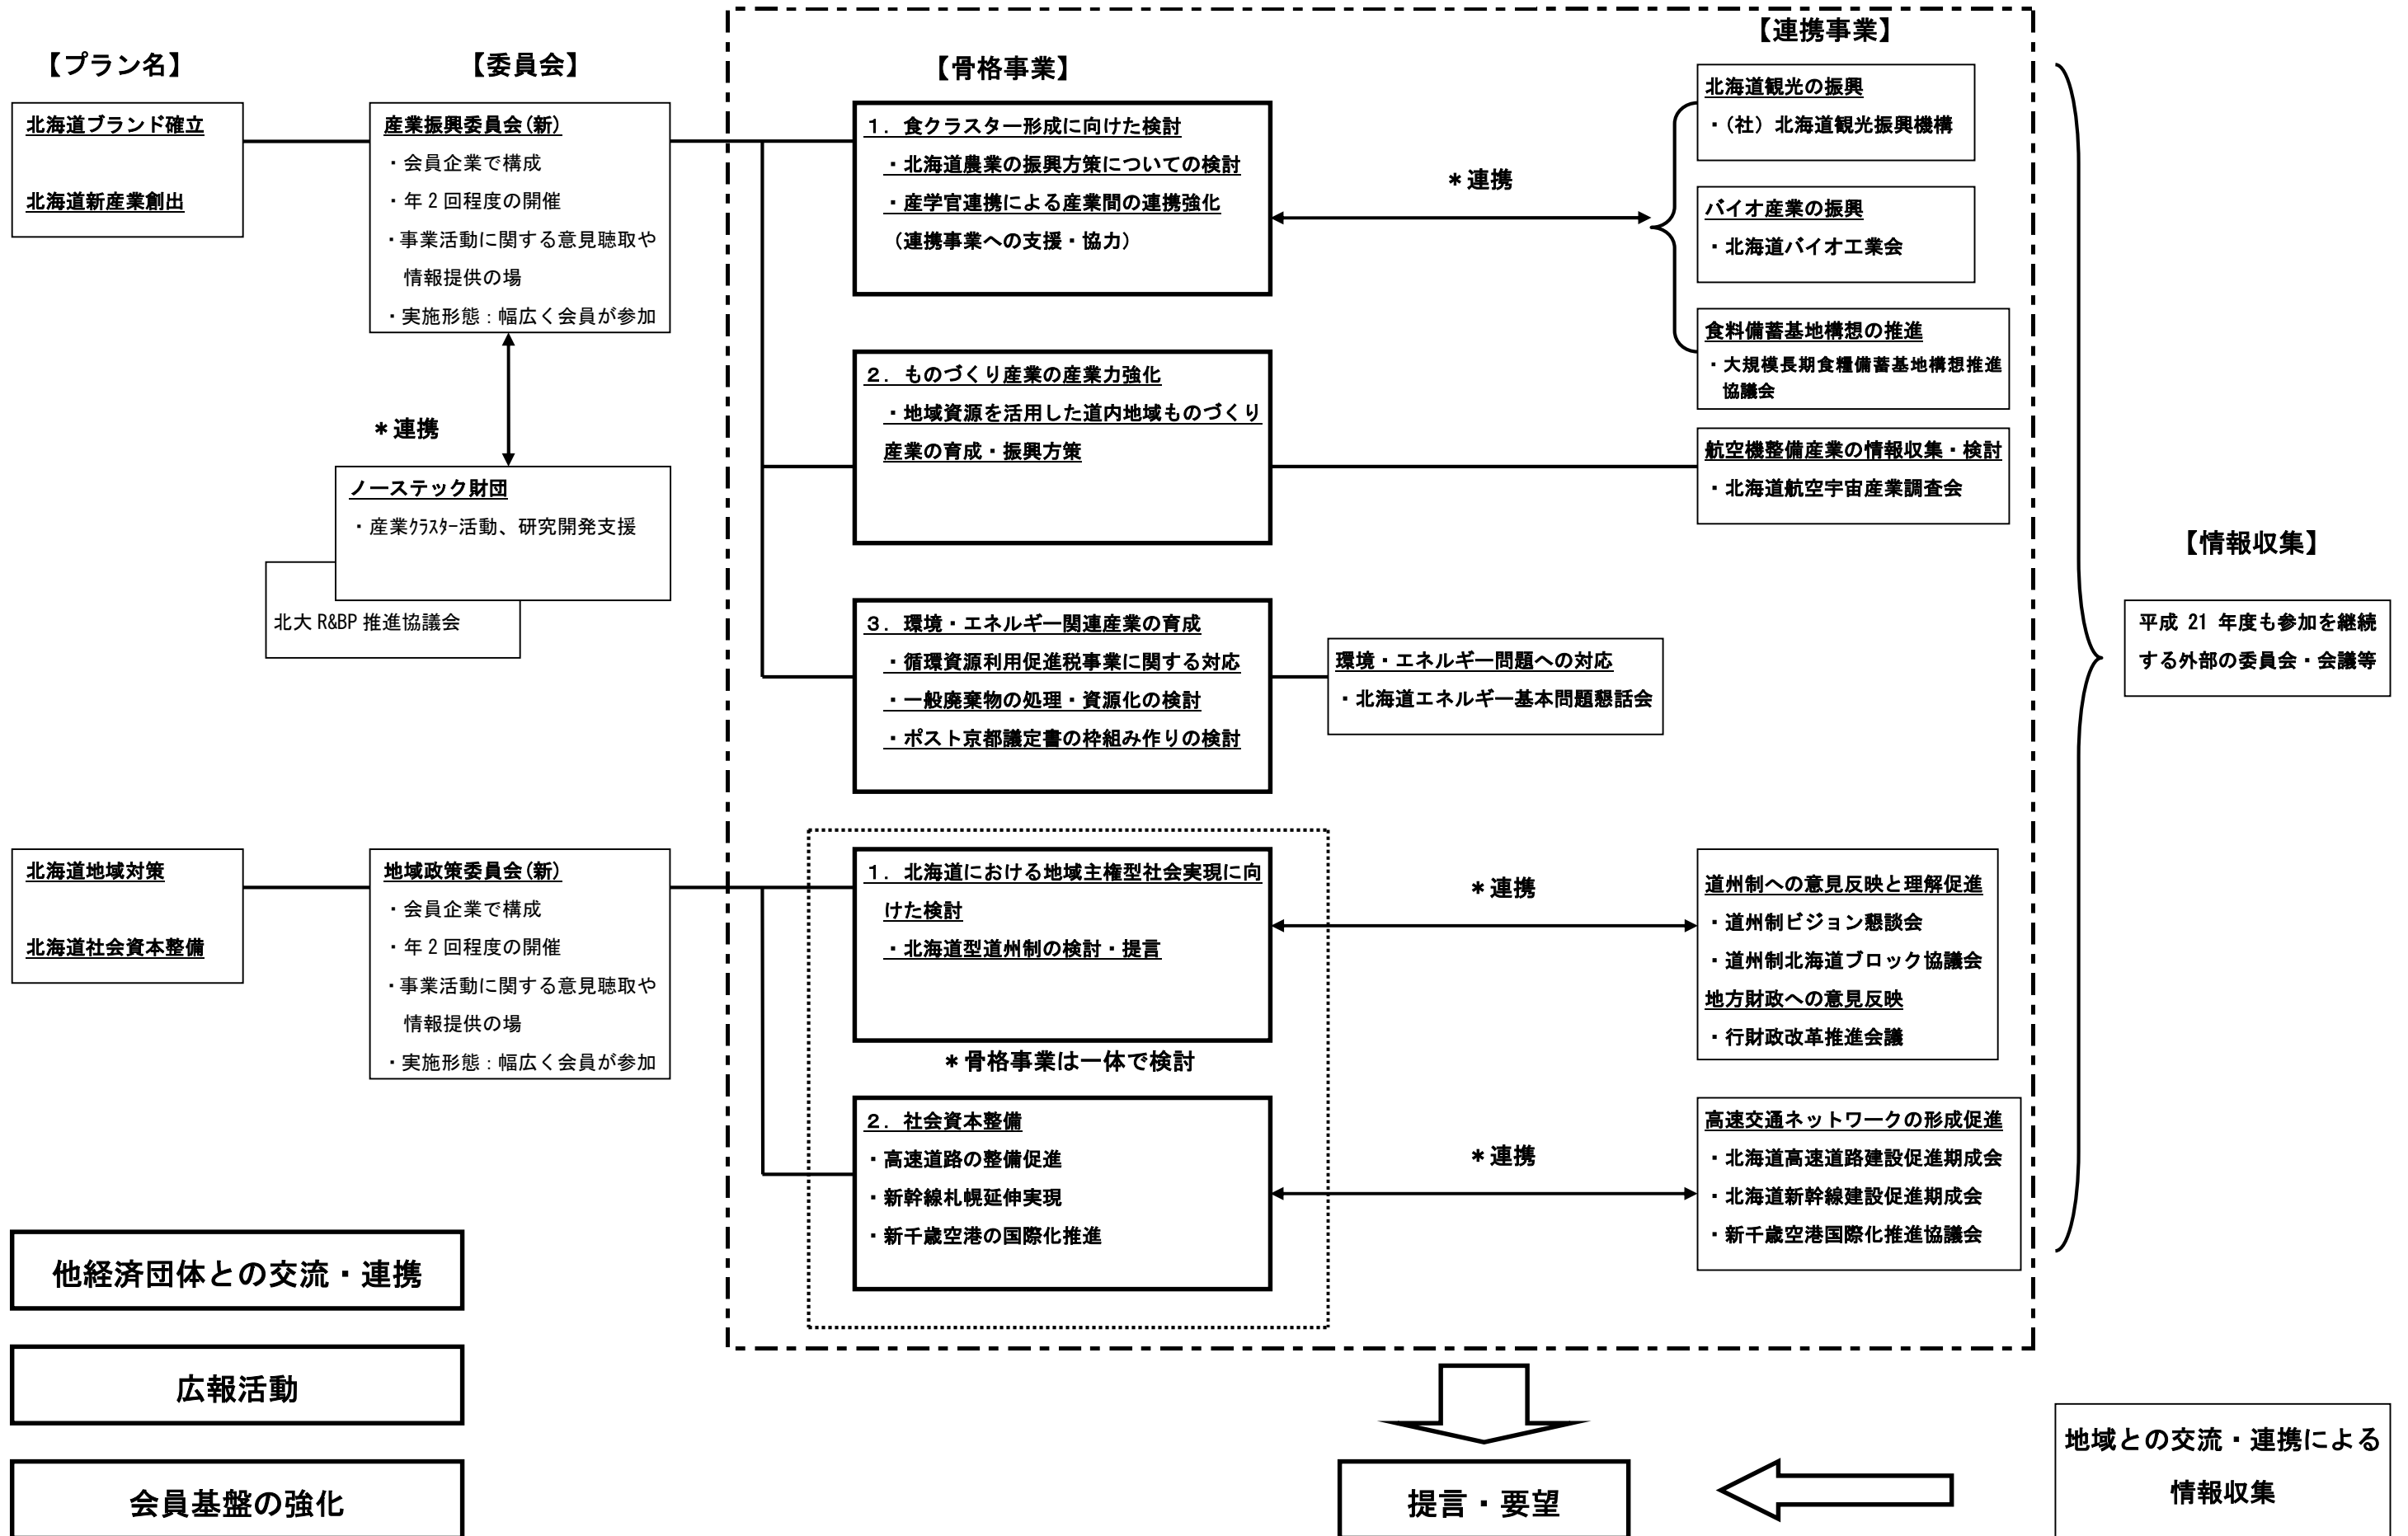 【プラン名】
【委員会】
【骨格事業】
【連携事業】
北海道ブランド確立
北海道新産業創出
産業振興委員会(新)
・会員企業で構成
・年2回程度の開催
・事業活動に関する意見聴取や
情報提供の場
・実施形態：幅広く会員が参加
＊連携
ノーステック財団
・産業ｸﾗｽﾀｰ活動、研究開発支援
北大 R&BP 推進協議会
１．食クラスター形成に向けた検討
・北海道農業の振興方策についての検討
・産学官連携による産業間の連携強化
（連携事業への支援・協力）
＊連携
北海道観光の振興
・（社）北海道観光振興機構
バイオ産業の振興
・北海道バイオ工業会
食料備蓄基地構想の推進
・大規模長期食糧備蓄基地構想推進
協議会
２．ものづくり産業の産業力強化
・地域資源を活用した道内地域ものづくり
産業の育成・振興方策
航空機整備産業の情報収集・検討
・北海道航空宇宙産業調査会
３．環境・エネルギー関連産業の育成
・循環資源利用促進税事業に関する対応
・一般廃棄物の処理・資源化の検討
・ポスト京都議定書の枠組み作りの検討
環境・エネルギー問題への対応
・北海道エネルギー基本問題懇話会
【情報収集】
平成 21 年度も参加を継続
する外部の委員会・会議等
北海道地域対策
北海道社会資本整備
地域政策委員会(新)
・会員企業で構成
・年2回程度の開催
・事業活動に関する意見聴取や
情報提供の場
・実施形態：幅広く会員が参加
１．北海道における地域主権型社会実現に向
けた検討
・北海道型道州制の検討・提言
＊連携
道州制への意見反映と理解促進
・道州制ビジョン懇談会
・道州制北海道ブロック協議会
地方財政への意見反映
・行財政改革推進会議
＊骨格事業は一体で検討
２．社会資本整備
・高速道路の整備促進
・新幹線札幌延伸実現
・新千歳空港の国際化推進
＊連携
高速交通ネットワークの形成促進
・北海道高速道路建設促進期成会
・北海道新幹線建設促進期成会
・新千歳空港国際化推進協議会
他経済団体との交流・連携
広報活動
会員基盤の強化
提言・要望
地域との交流・連携による
情報収集